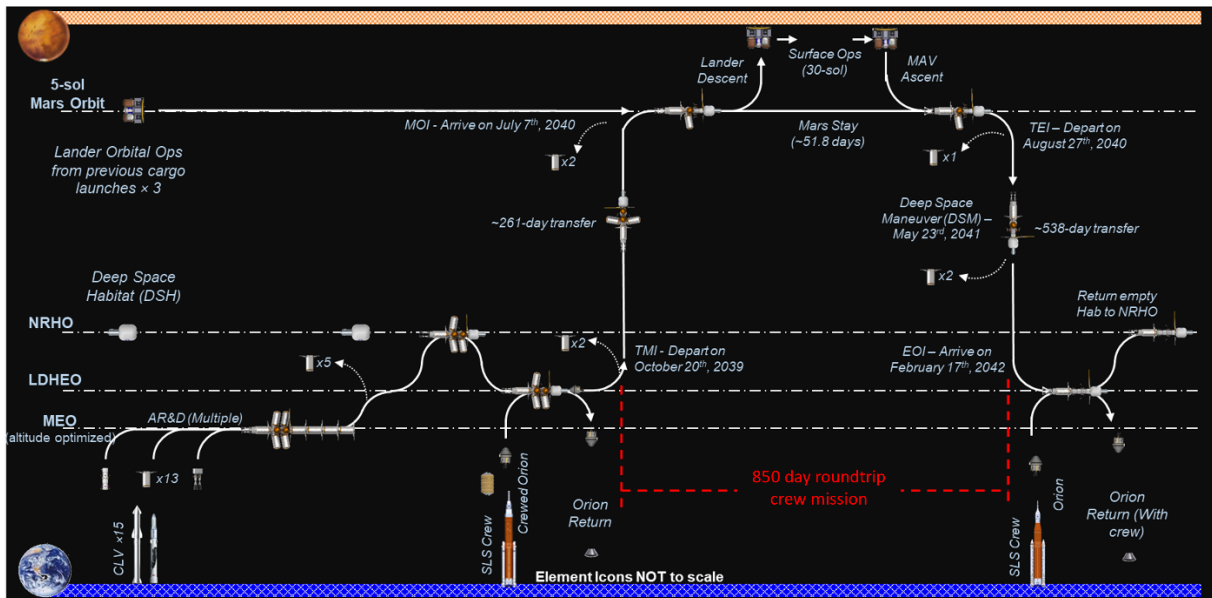 5-sol
Mars Orbit
Lander Orbital Ops
from previous cargo
launches × 3
MOI - Arrive on July 7th, 2040
x2
Lander
Descent
Surface Ops
(30-sol)
MAV
Ascent
Mars Stay
(~51.8 days)
TEI – Depart on
August 27th, 2040
x1
~261-day transfer
Deep Space
Maneuver (DSM) –
May 23rd, 2041
~538-day transfer
x2
Deep Space
Habitat (DSH)
Return empty
Hab to NRHO
NRHO
x5
x2
TMI - Depart on
October 20th, 2039
EOI – Arrive on
February 17th, 2042
LDHEO
MEO
(altitude optimized)
AR&D (Multiple)
x13
CLV ×15
SLS Crew
Crewed Orion
Orion
Return
850 day roundtrip
crew mission
SLS Crew
Orion
Orion
Return (With
crew)
Element Icons NOT to scale